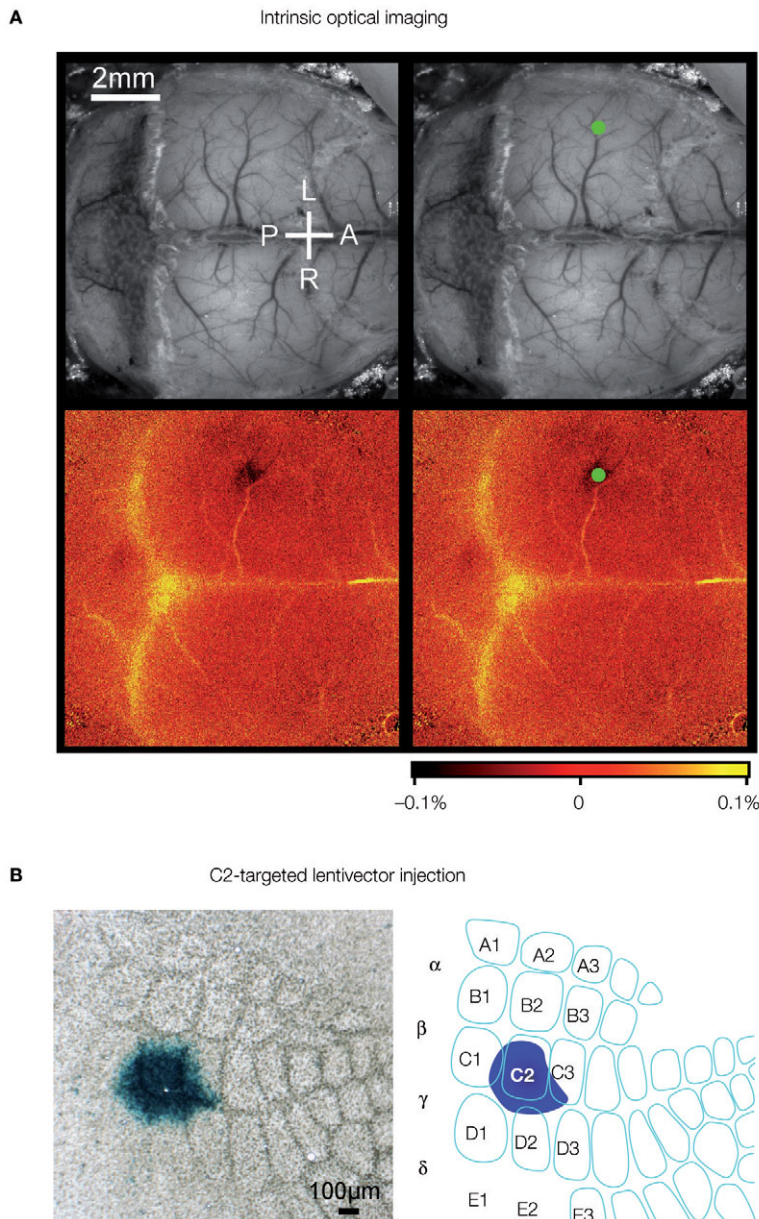 A
Intrinsic optical imaging
2mm
L
P A
R
−0.1% 0 0.1%
B
C2-targeted lentivector injection
A1 A2 A3
α
B1 B2 B3
β
C1 C2 C3
γ
D1 D2 D3
δ
E1 E2 E3
100μm